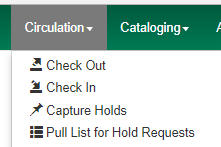 Circulation Cataloging
Check Out
Check In
Capture Holds
Pull List for Hold Requests